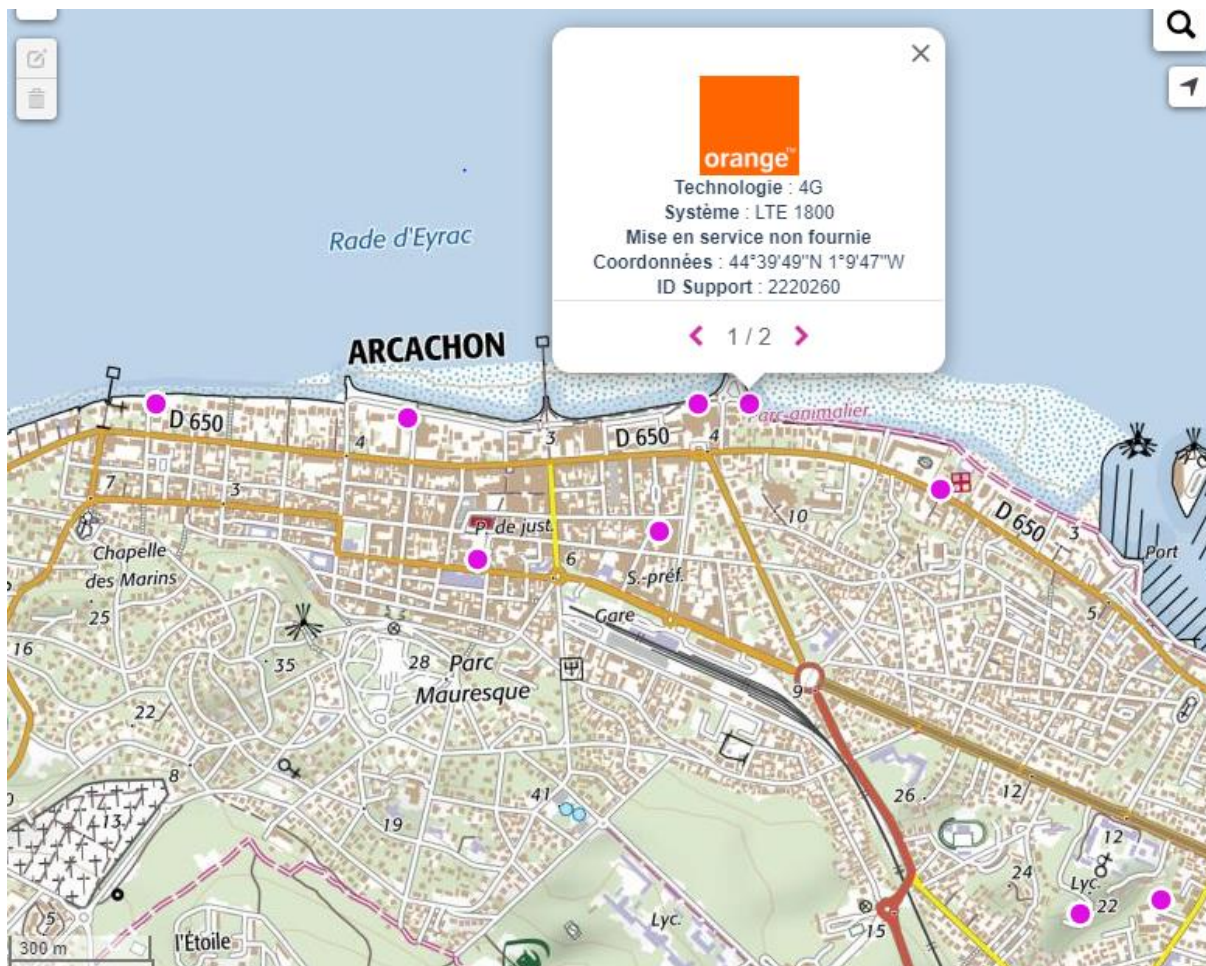 orange™
Technologie : 4G
Système : LTE 1800
Mise en service non fournie
Coordonnées : 44°39'49"N 1°9'47"W
ID Support : 2220260
1 / 2
Rade d'Eyrac
ARCACHON
D 650
D 650
arc-animalier
4
3
4
7
3
10
D 650
3
P. de just.
Port
Chapelle
des Marins
6
S.-préf.
25
Gare
5
16
35
28
Parc
Mauresque
9
22
8
41
26
12
13
19
12
24
Lyc.
22
5
l'Étoile
Lyc.
15
300 m